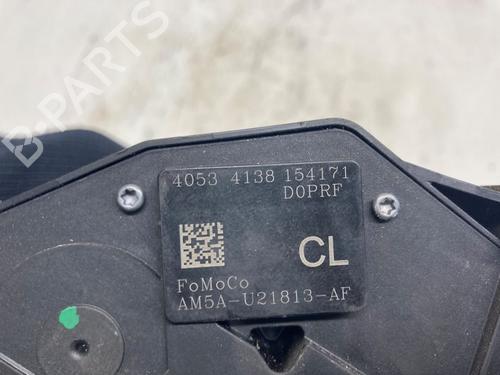 B-PARTS
4053 4138 154171
D0PRF
CL
FoMoCo
AM5A-U21813-AF